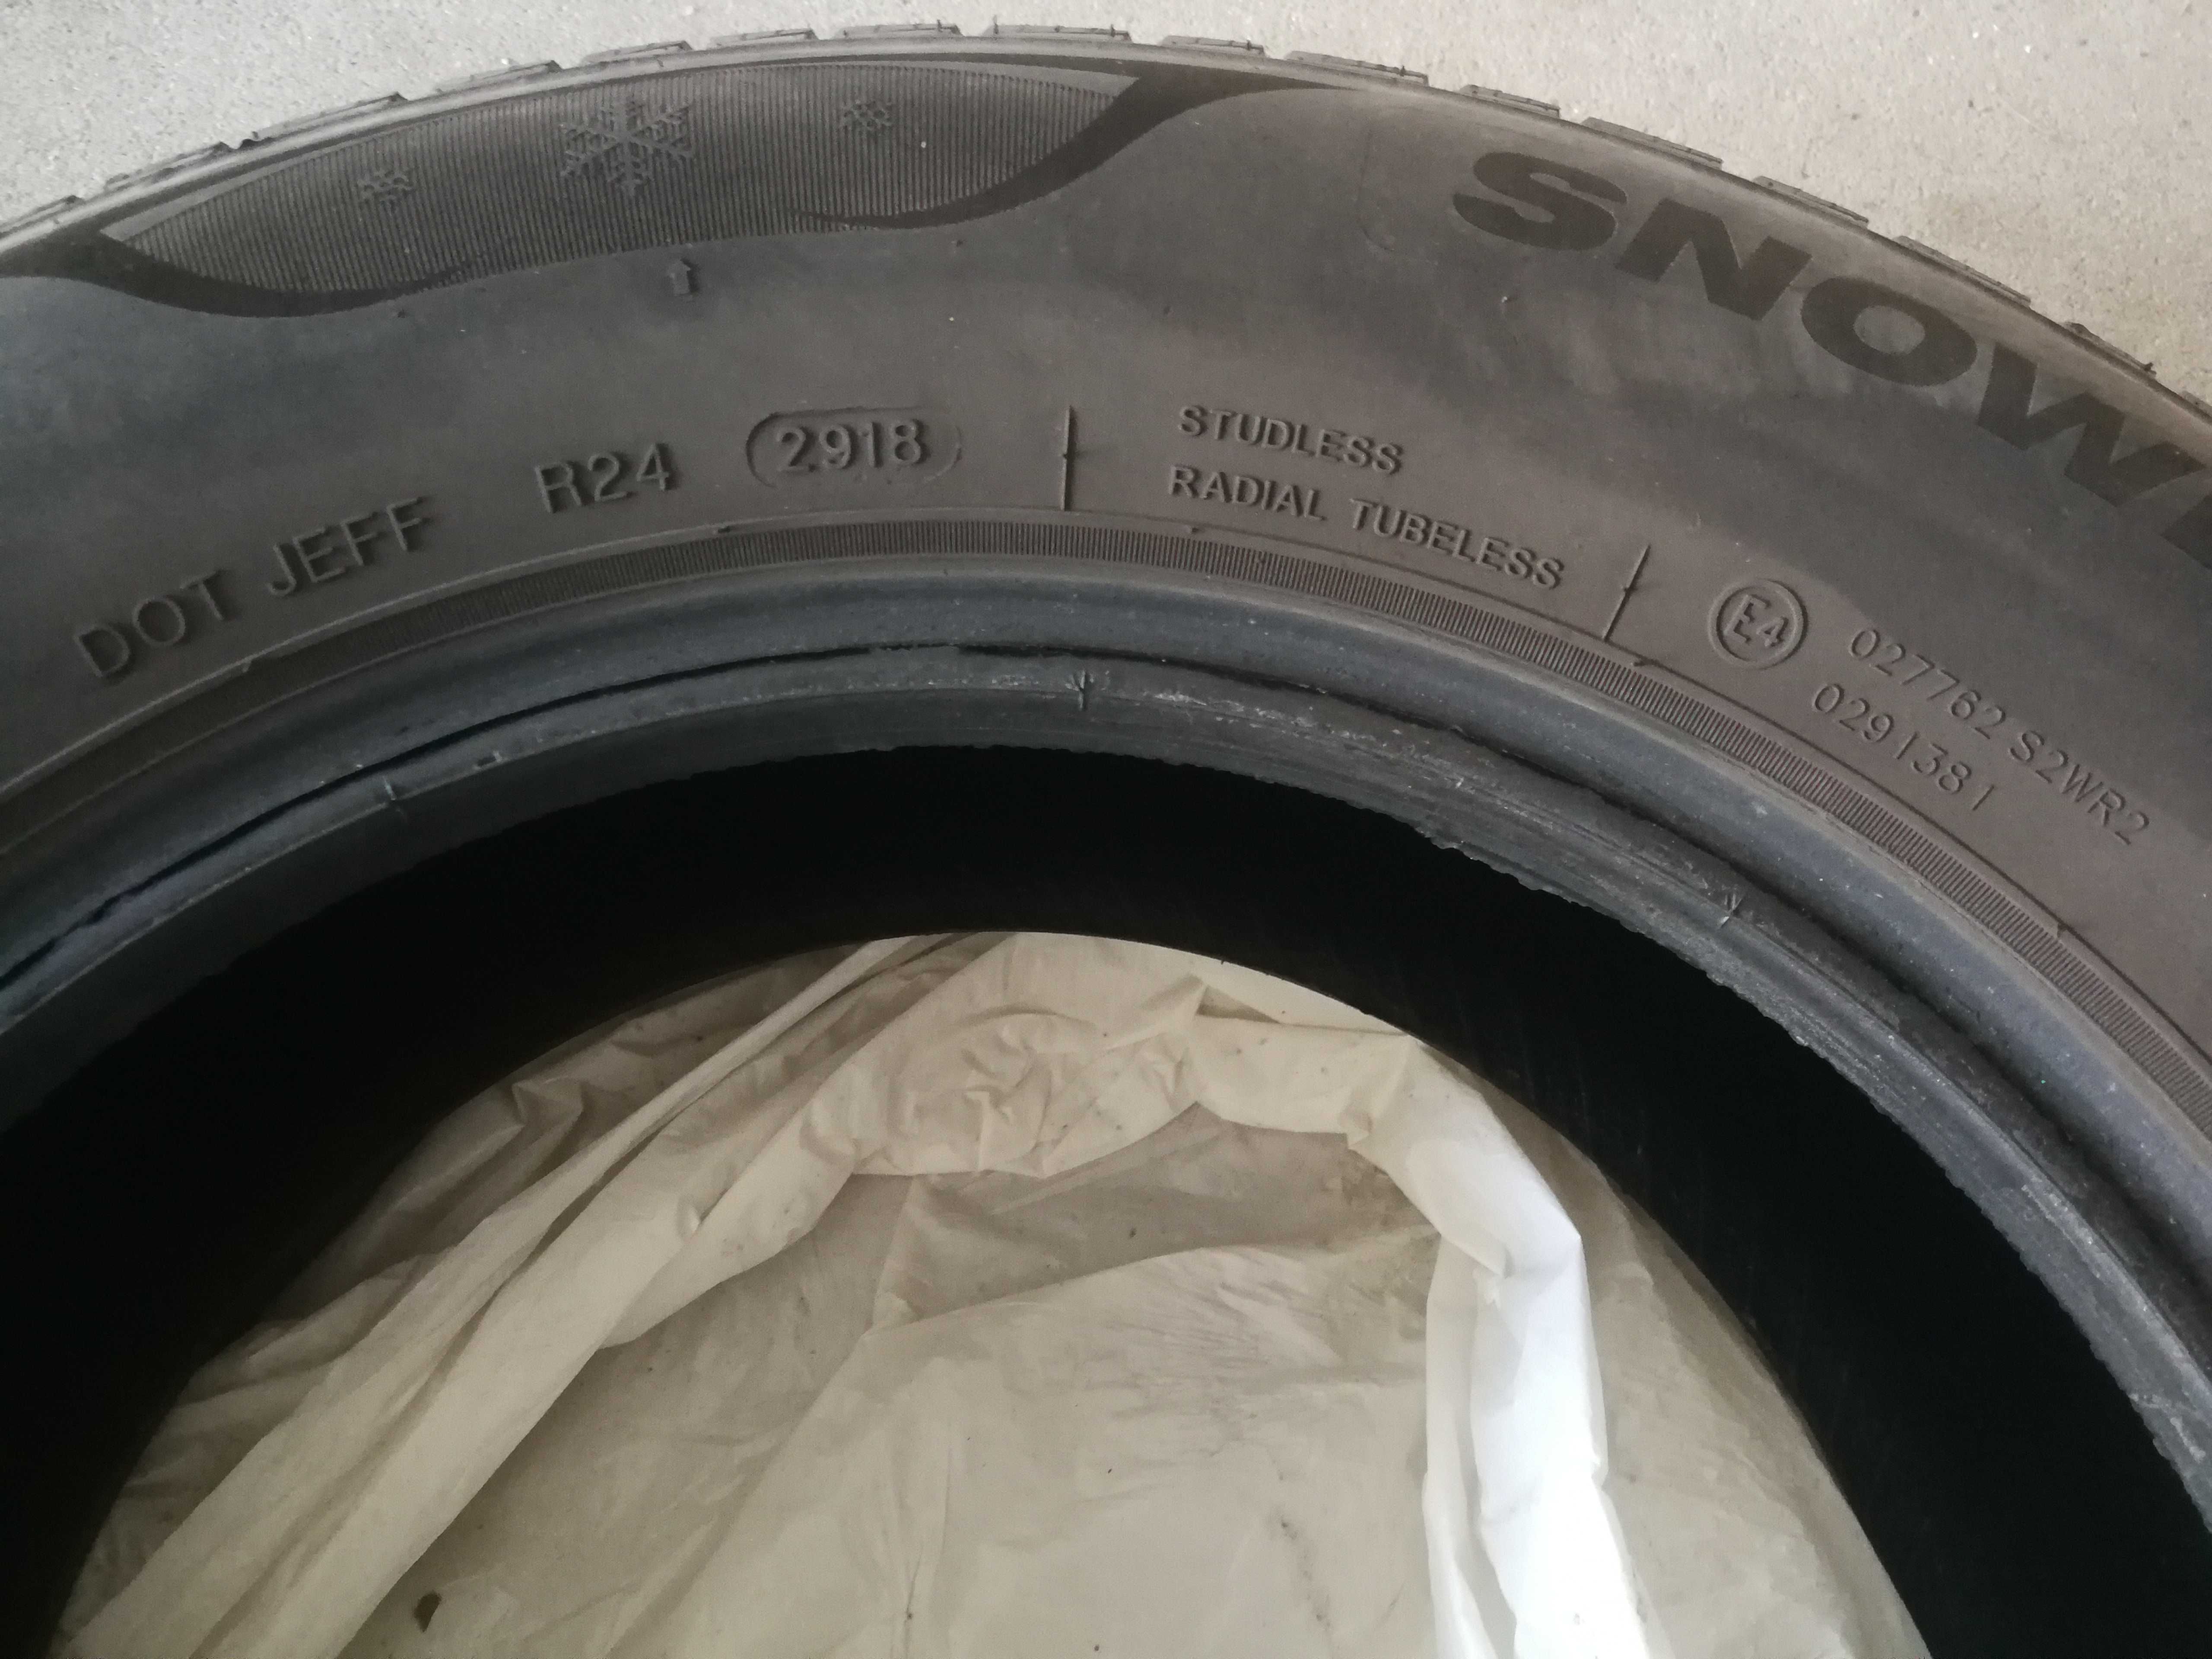 SNOW
DOT JEFF R24 2918
STUDLESS
RADIAL TUBELESS
E4
027762 S2WR2
0291381